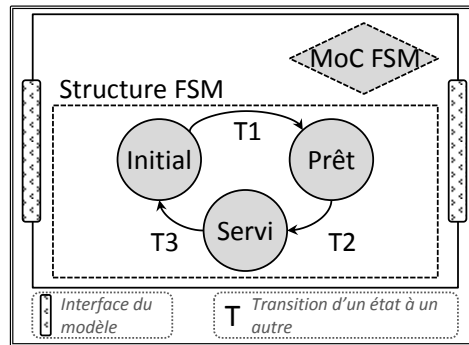 MoC FSM
Structure FSM
T1
Initial
Prêt
Servi
T3
T2
Interface du
modèle
T
Transition d'un état à un
autre